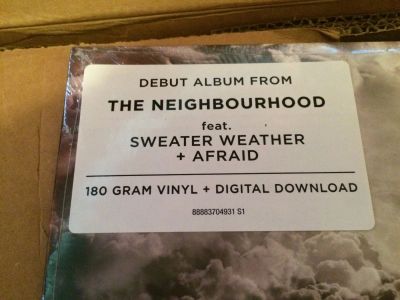 DEBUT ALBUM FROM
THE NEIGHBOURHOOD
feat.
SWEATER WEATHER
+ AFRAID
180 GRAM VINYL + DIGITAL DOWNLOAD
88883704931 S1